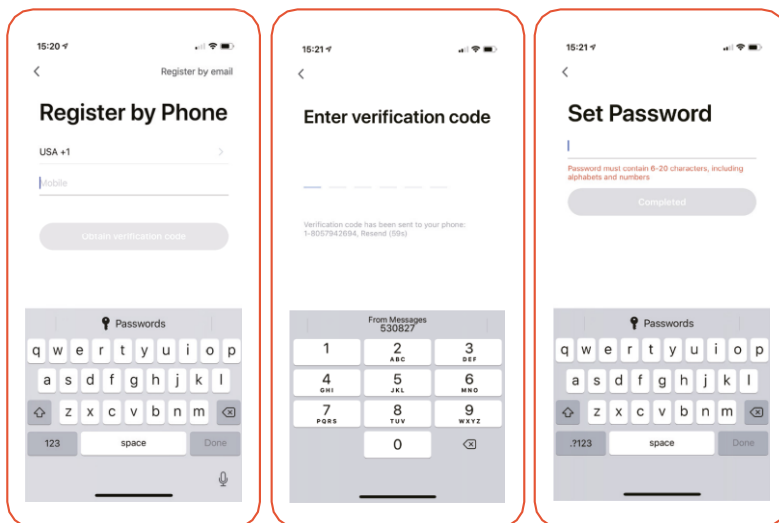 15:20
Register by email
Register by Phone
USA +1
Mobile
Obtain verification code
Passwords
q w e r t y u i o p
a s d f g h j k l
z x c v b n m
123 space Done
15:21
Enter verification code
Verification code has been sent to your phone:
1-8057942694, Resend (59s)
From Messages
530827
1 2 3
ABC DEF
4 5 6
GHI JKL MNO
7 8 9
PQRS TUV WXYZ
0
15:21
Set Password
Password must contain 6-20 characters, including
alphabets and numbers
Completed
Passwords
q w e r t y u i o p
a s d f g h j k l
z x c v b n m
.?123 space Done